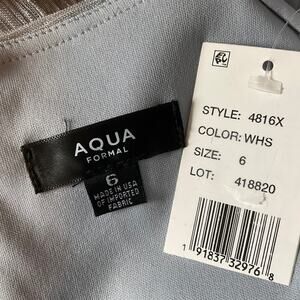 AQUA
FORMAL
6
MADE IN USA
OF IMPORTED
FABRIC
STYLE: 4816X
COLOR: WHS
SIZE: 6
LOT: 418820
1 91837 32976 8